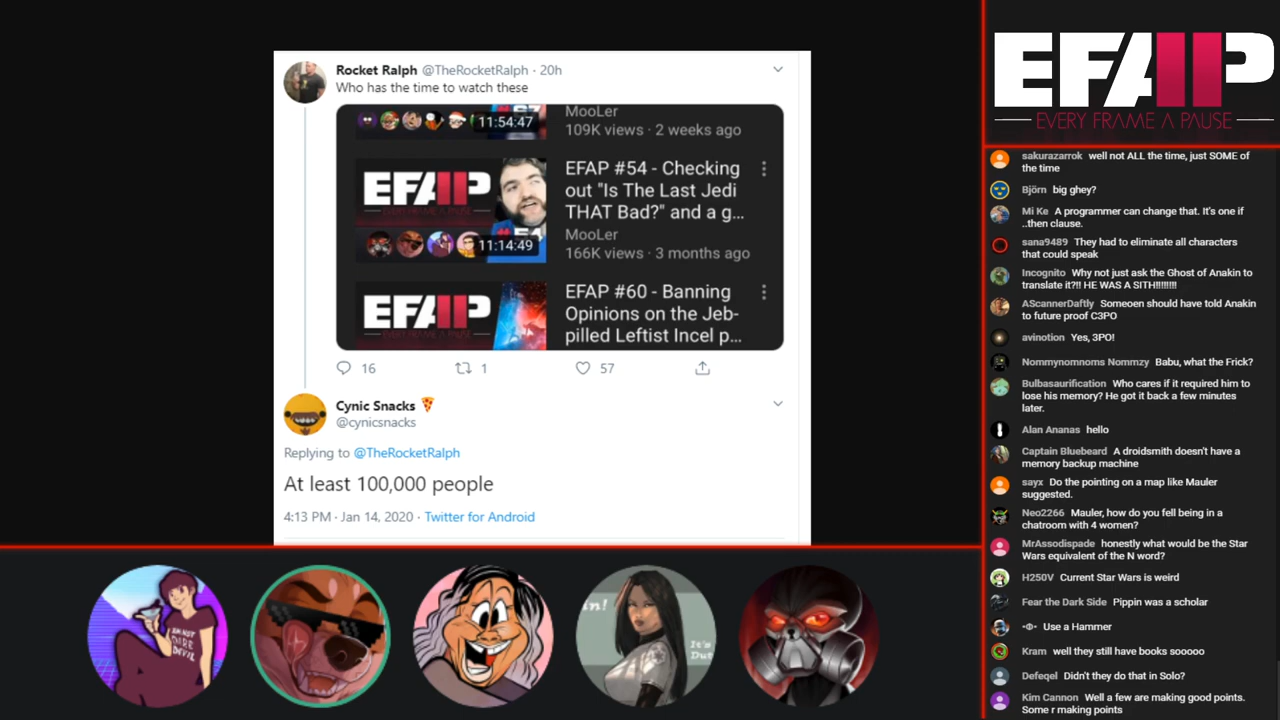 Rocket Ralph @TheRocketRalph · 20h
Who has the time to watch these
11:54:47
MooLer
109K views · 2 weeks ago
EFAP
EVERY FRAME A PAUSE
11:14:49
EFAP #54 - Checking
out "Is The Last Jedi
THAT Bad?" and a g...
MooLer
166K views · 3 months ago
EFAP
EVERY FRAME A PAUSE
EFAP #60 - Banning
Opinions on the Jeb-
pilled Leftist Incel p...
16 1 57
Cynic Snacks
@cynicsnacks
Replying to @TheRocketRalph
At least 100,000 people
4:13 PM · Jan 14, 2020 · Twitter for Android
I'M NOT
DARE
DEVIL
in!
It's
Dut
EFAP
EVERY FRAME A PAUSE
sakurazarrok well not ALL the time, just SOME of
the time
Björn big ghey?
Mi Ke A programmer can change that. It's one if
..then clause.
sana9489 They had to eliminate all characters
that could speak
Incognito Why not just ask the Ghost of Anakin to
translate it?!! HE WAS A SITH!!!!!!!!
AScannerDaftly Someoen should have told Anakin
to future proof C3PO
avinotion Yes, 3PO!
Nommynomnoms Nommzy Babu, what the Frick?
Bulbasaurification Who cares if it required him to
lose his memory? He got it back a few minutes
later.
Alan Ananas hello
Captain Bluebeard A droidsmith doesn't have a
memory backup machine
sayx Do the pointing on a map like Mauler
suggested.
Neo2266 Mauler, how do you fell being in a
chatroom with 4 women?
MrAssodispade honestly what would be the Star
Wars equivalent of the N word?
H250V Current Star Wars is weird
Fear the Dark Side Pippin was a scholar
•Ф• Use a Hammer
Kram well they still have books sooooo
Defeqel Didn't they do that in Solo?
Kim Cannon Well a few are making good points.
Some r making points